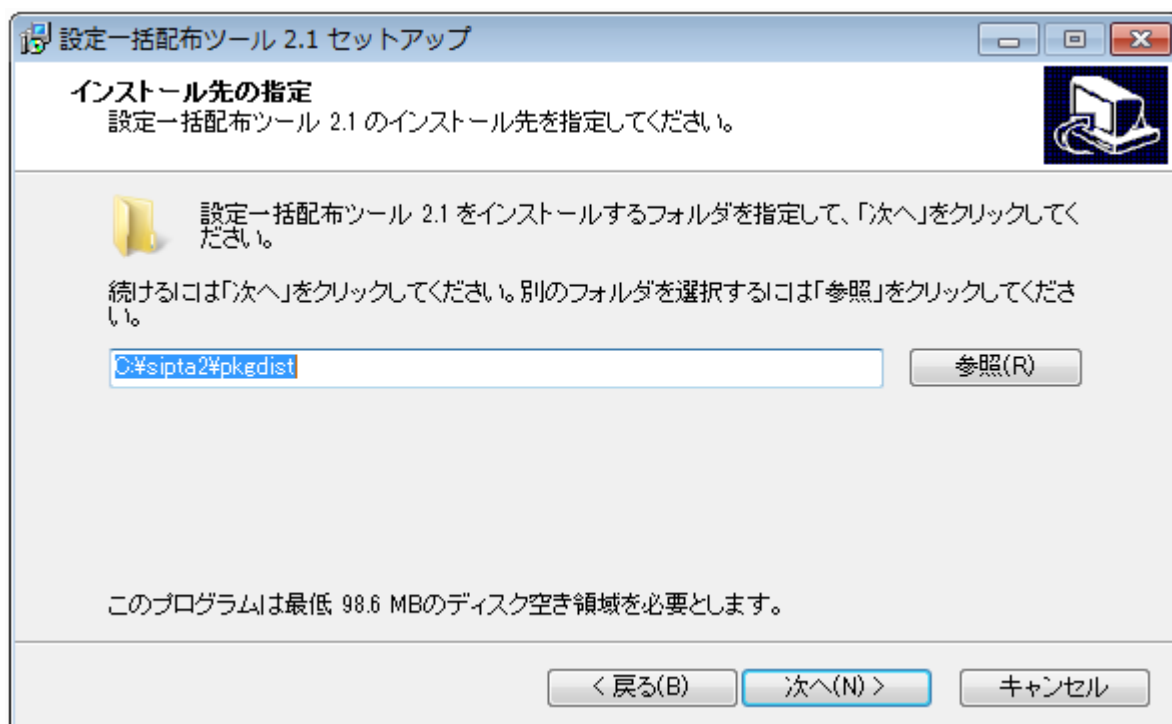 設定一括配布ツール 2.1 セットアップ
インストール先の指定
設定一括配布ツール 2.1 のインストール先を指定してください。
設定一括配布ツール 2.1 をインストールするフォルダを指定して、「次へ」をクリックしてく
ださい。
続けるには「次へ」をクリックしてください。別のフォルダを選択するには「参照」をクリックしてくださ
い。
C:¥sipta2¥pkgdist
参照(R)
このプログラムは最低 98.6 MBのディスク空き領域を必要とします。
< 戻る(B)
次へ(N) >
キャンセル